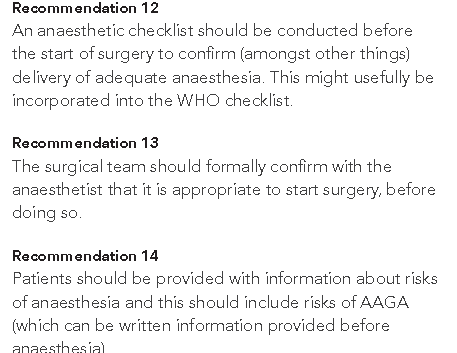 Recommendation 12
An anaesthetic checklist should be conducted before
the start of surgery to confirm (amongst other things)
delivery of adequate anaesthesia. This might usefully be
incorporated into the WHO checklist.
Recommendation 13
The surgical team should formally confirm with the
anaesthetist that it is appropriate to start surgery, before
doing so.
Recommendation 14
Patients should be provided with information about risks
of anaesthesia and this should include risks of AAGA
(which can be written information provided before
anaesthesia)